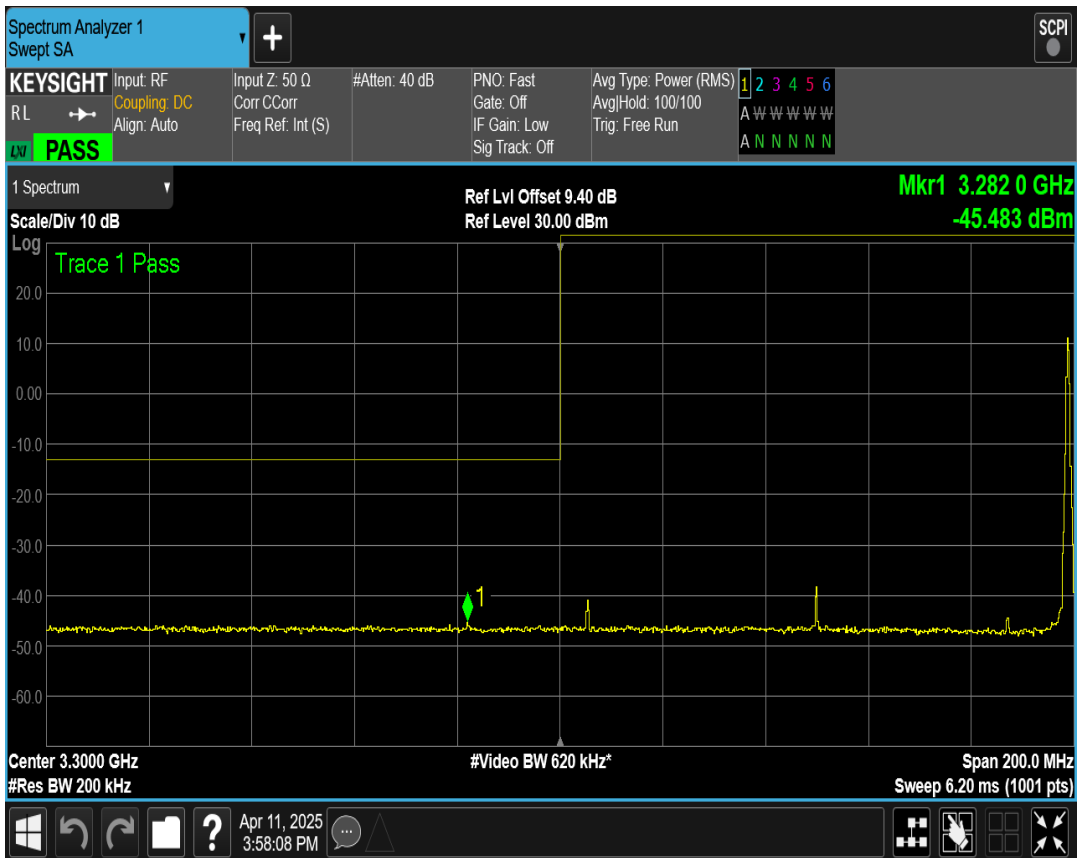 Spectrum Analyzer 1
Swept SA
+
SCPI
KEYSIGHT
RL
LXI PASS
Input: RF
Coupling: DC
Align: Auto
Input Z: 50 Ω
Corr CCorr
Freq Ref: Int (S)
#Atten: 40 dB
PNO: Fast
Gate: Off
IF Gain: Low
Sig Track: Off
Avg Type: Power (RMS)
Avg|Hold: 100/100
Trig: Free Run
1 2 3 4 5 6
A W W W W W
A N N N N N
1 Spectrum
Scale/Div 10 dB
Ref Lvl Offset 9.40 dB
Ref Level 30.00 dBm
Mkr1 3.282 0 GHz
-45.483 dBm
Log
Trace 1 Pass
20.0
10.0
0.00
-10.0
-20.0
-30.0
-40.0
1
-50.0
-60.0
Center 3.3000 GHz
#Video BW 620 kHz*
Span 200.0 MHz
#Res BW 200 kHz
Sweep 6.20 ms (1001 pts)
?
Apr 11, 2025
3:58:08 PM